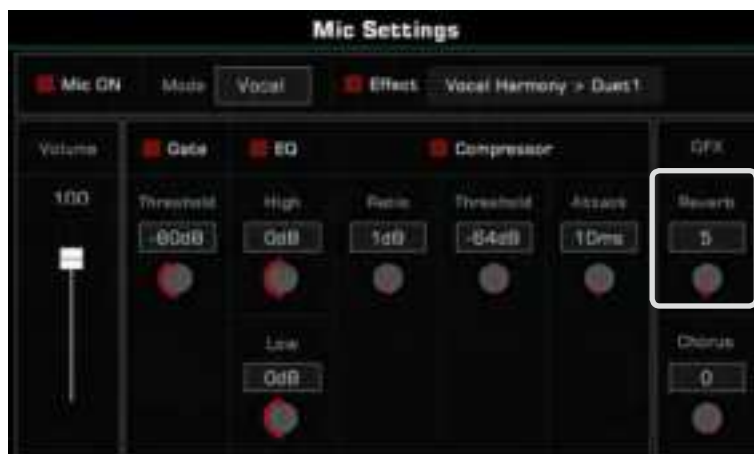 Mic Settings
Mic ON Mode Vocal Effect Vocal Harmony > Duet1
Volume Gate EQ Compressor GFX
100 Threshold High Ratio Threshold Attack Reverb
-80dB 0dB 1dB -64dB 10ms 5
Low Chorus
0dB 0